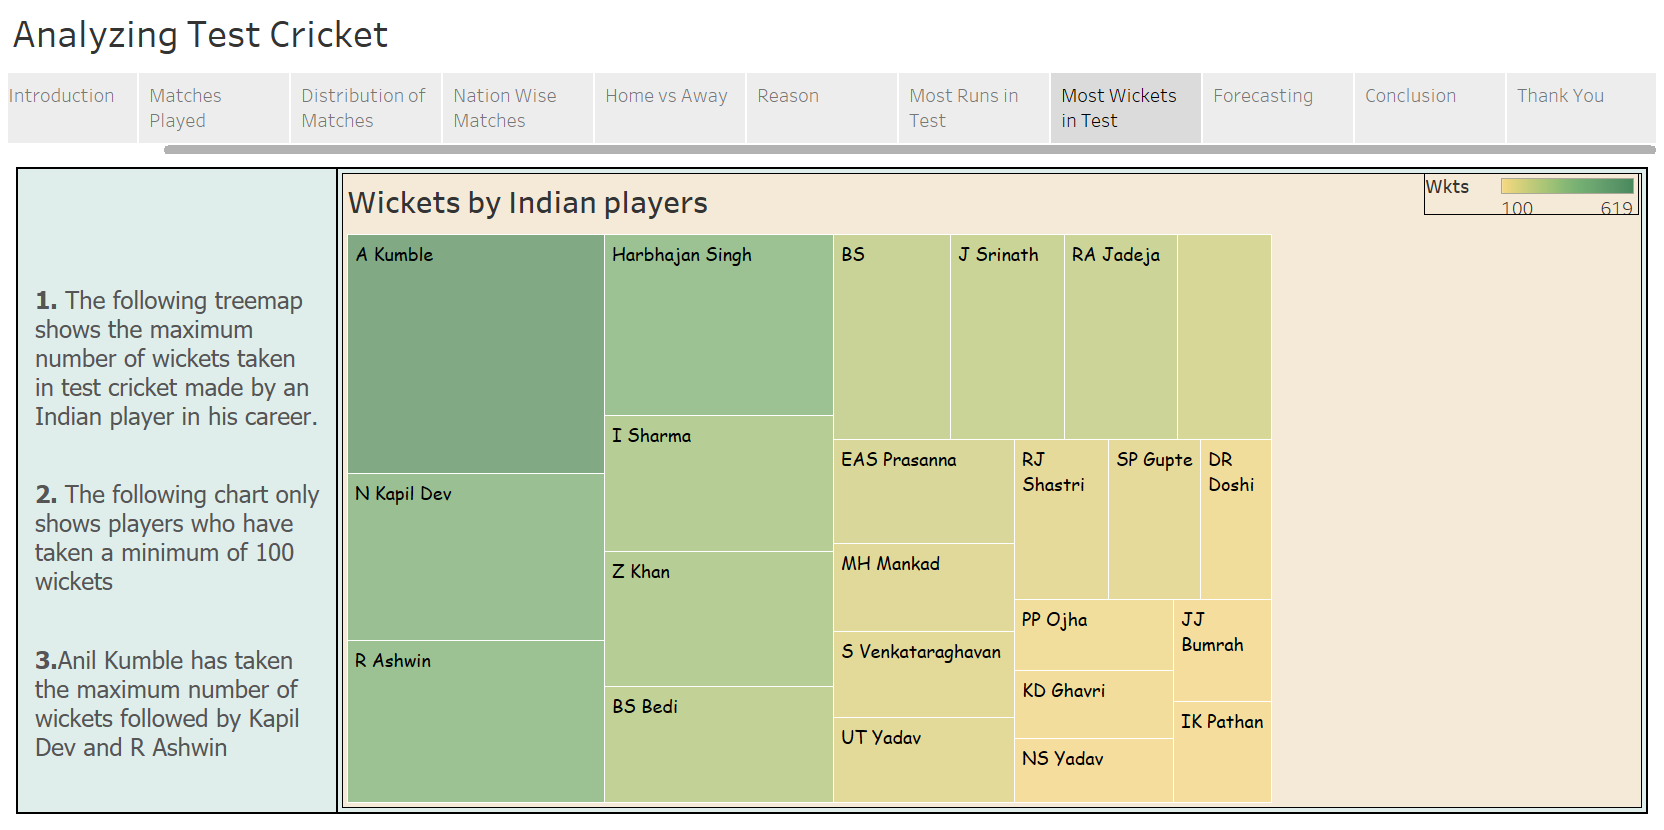 Analyzing Test Cricket
Introduction
Matches
Played
Distribution of
Matches
Nation Wise
Matches
Home vs Away
Reason
Most Runs in
Test
Most Wickets
in Test
Forecasting
Conclusion
Thank You
1. The following treemap
shows the maximum
number of wickets taken
in test cricket made by an
Indian player in his career.
2. The following chart only
shows players who have
taken a minimum of 100
wickets
3.Anil Kumble has taken
the maximum number of
wickets followed by Kapil
Dev and R Ashwin
Wickets by Indian players
Wkts
100 619
A Kumble
N Kapil Dev
R Ashwin
Harbhajan Singh
I Sharma
Z Khan
BS Bedi
BS
J Srinath
RA Jadeja
EAS Prasanna
MH Mankad
S Venkataraghavan
UT Yadav
RJ
Shastri
SP Gupte
DR
Doshi
PP Ojha
KD Ghavri
NS Yadav
JJ
Bumrah
IK Pathan